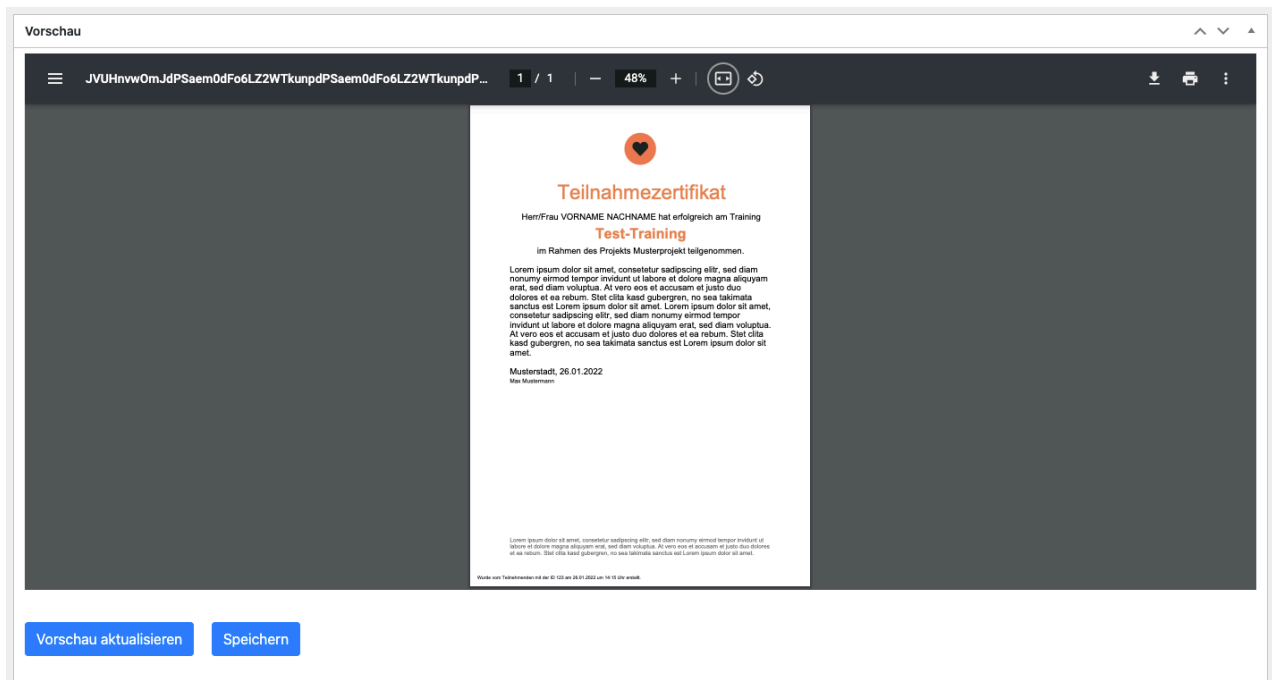 Vorschau
JVUHnvwOmJdPSaem0dFo6LZ2WTkunpdPSaem0dFo6LZ2WTkunpdP... 1 / 1 48%
Teilnahmezertifikat
Herr/Frau VORNAME NACHNAME hat erfolgreich am Training
Test-Training
im Rahmen des Projekts Musterprojekt teilgenommen.
Lorem ipsum dolor sit amet, consetetur sadipscing elitr, sed diam
nonumy eirmod tempor invidunt ut labore et dolore magna aliquyam
erat, sed diam voluptua. At vero eos et accusam et justo duo
dolores et ea rebum. Stet clita kasd gubergren, no sea takimata
sanctus est Lorem ipsum dolor sit amet. Lorem ipsum dolor sit amet,
consetetur sadipscing elitr, sed diam nonumy eirmod tempor
invidunt ut labore et dolore magna aliquyam erat, sed diam voluptua.
At vero eos et accusam et justo duo dolores et ea rebum. Stet clita
kasd gubergren, no sea takimata sanctus est Lorem ipsum dolor sit
amet.
Musterstadt, 26.01.2022
Max Mustermann
Lorem ipsum dolor sit amet, consetetur sadipscing elitr, sed diam nonumy eirmod tempor invidunt ut
labore et dolore magna aliquyam erat, sed diam voluptua. At vero eos et accusam et justo duo dolores
et ea rebum. Stet clita kasd gubergren, no sea takimata sanctus est Lorem ipsum dolor sit amet.
Wurde vom Teilnehmenden mit der ID 123 am 26.01.2022 um 14:15 Uhr erstellt.
Vorschau aktualisieren Speichern